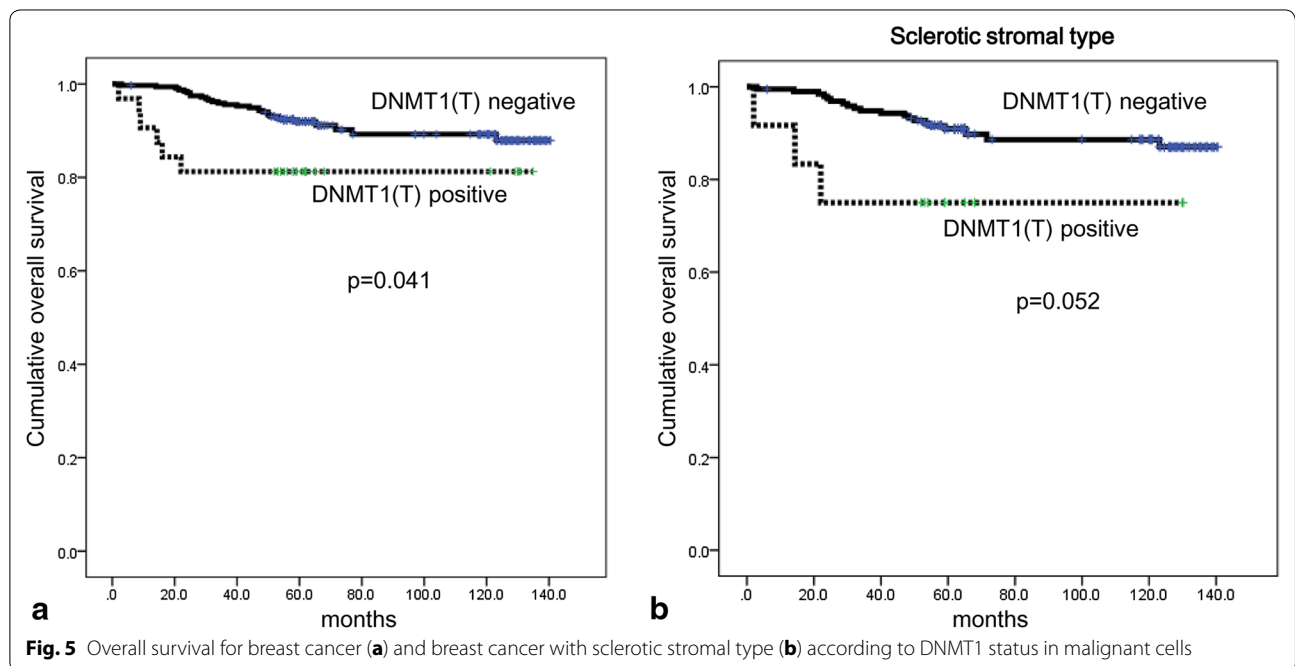 Cumulative overall survival
1.0
0.8
0.6
0.4
0.2
0.0
DNMT1(T) negative
DNMT1(T) positive
p=0.041
.0 20.0 40.0 60.0 80.0 100.0 120.0 140.0
months
a
Sclerotic stromal type
Cumulative overall survival
1.0
0.8
0.6
0.4
0.2
0.0
DNMT1(T) negative
DNMT1(T) positive
p=0.052
.0 20.0 40.0 60.0 80.0 100.0 120.0 140.0
months
b
Fig. 5 Overall survival for breast cancer (a) and breast cancer with sclerotic stromal type (b) according to DNMT1 status in malignant cells